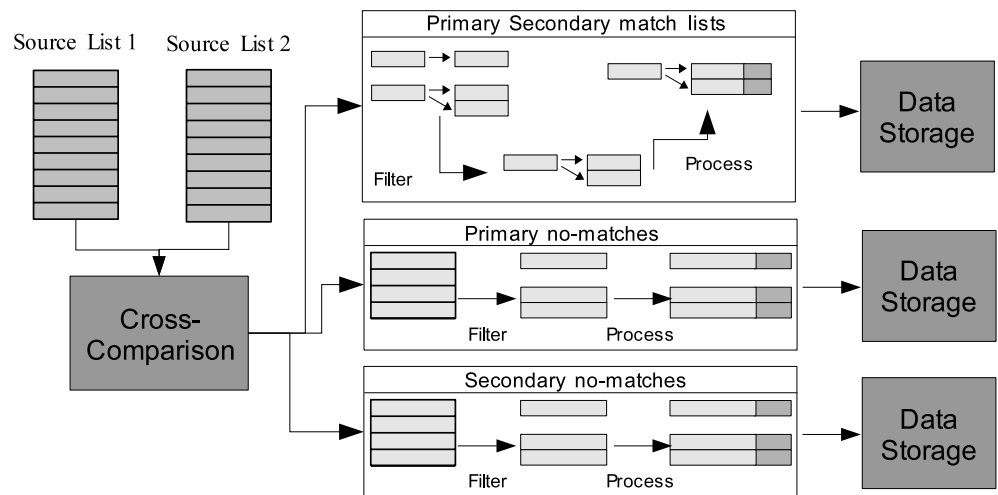 Source List 1
Source List 2
Primary Secondary match lists
Filter
Process
Data
Storage
Cross-
Comparison
Primary no-matches
Filter
Process
Data
Storage
Secondary no-matches
Filter
Process
Data
Storage